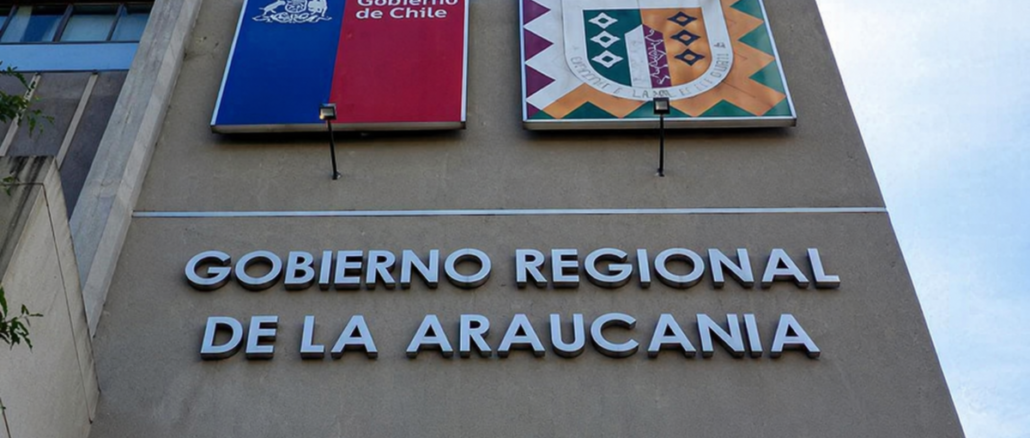 Gobierno
de Chile
GOBIERNO REGIONAL
DE LA ARAUCANIA